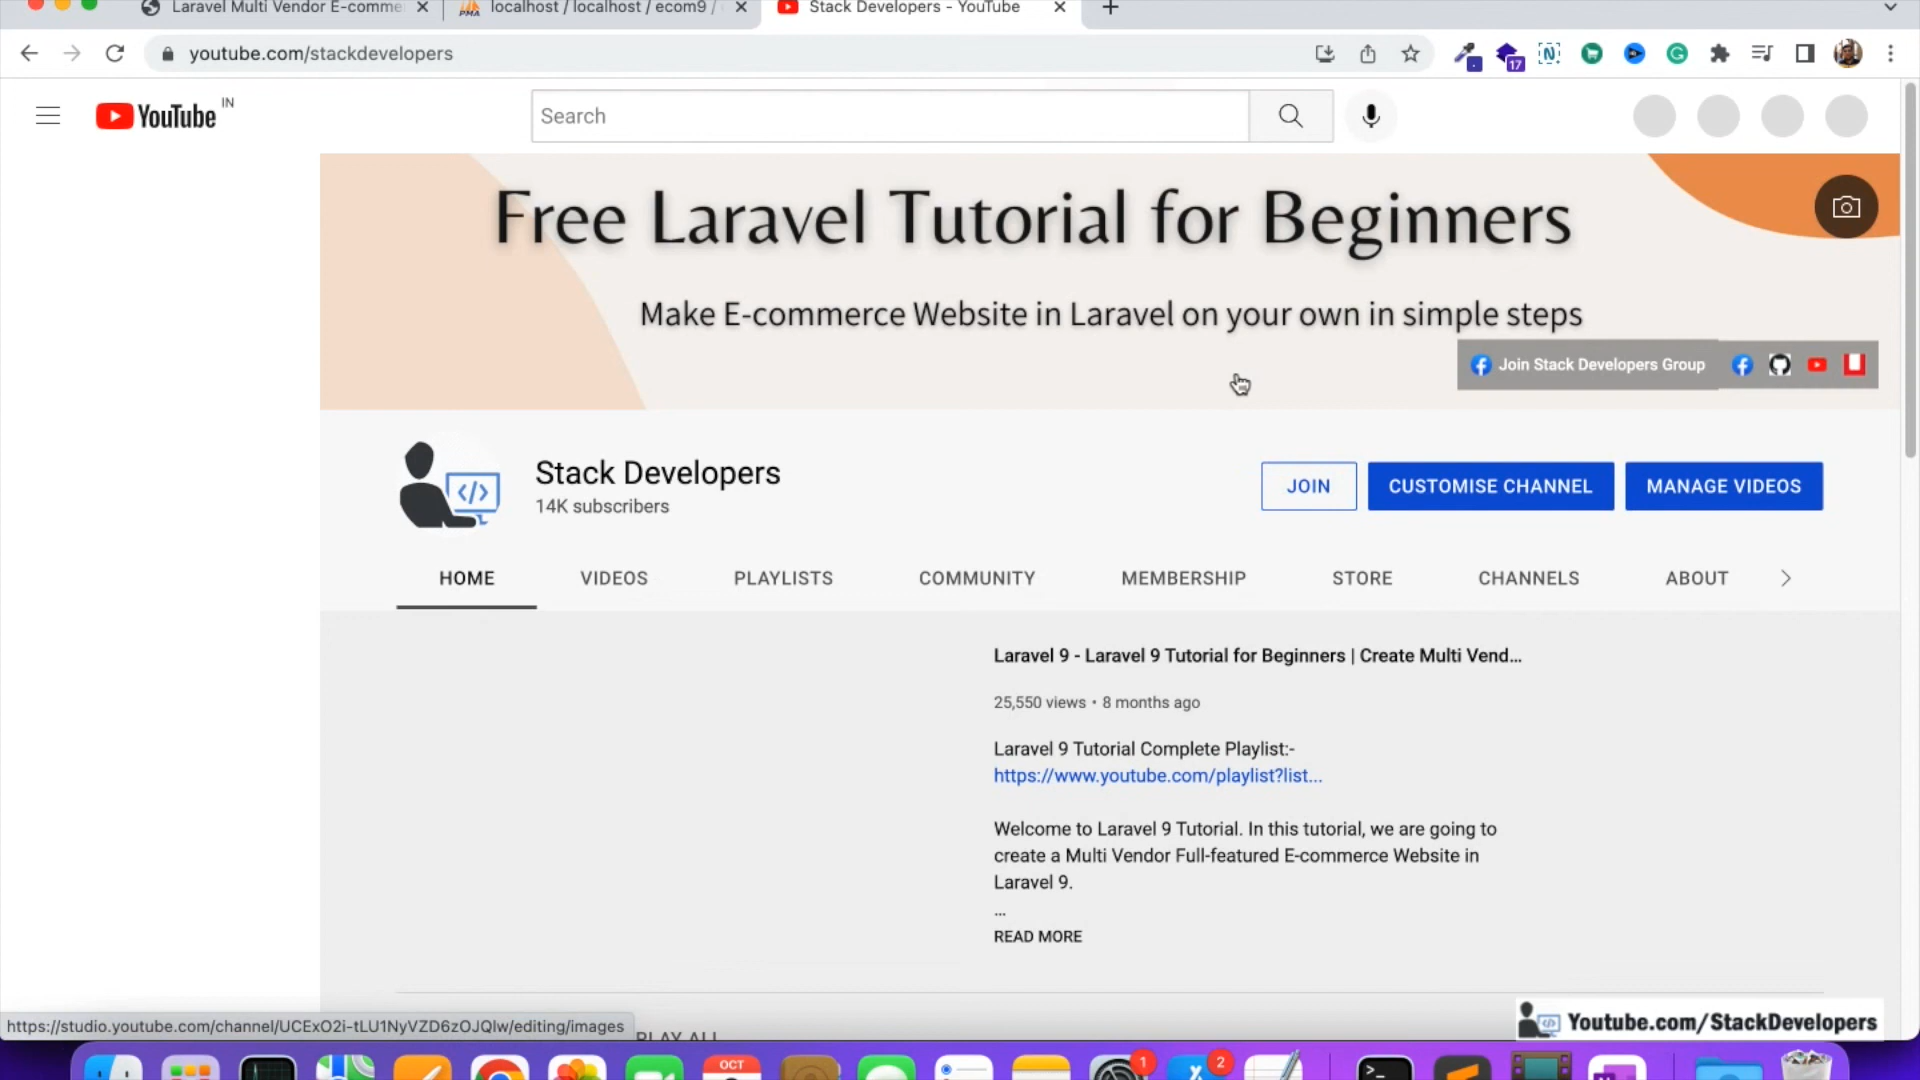 Laravel Multi Vendor E-comme
localhost / localhost / ecom9 /
Stack Developers - YouTube
youtube.com/stackdevelopers
17
YouTube IN
Search
Free Laravel Tutorial for Beginners
Make E-commerce Website in Laravel on your own in simple steps
Join Stack Developers Group
Stack Developers
14K subscribers
JOIN
CUSTOMISE CHANNEL
MANAGE VIDEOS
HOME
VIDEOS
PLAYLISTS
COMMUNITY
MEMBERSHIP
STORE
CHANNELS
ABOUT
Laravel 9 - Laravel 9 Tutorial for Beginners | Create Multi Vend...
25,550 views • 8 months ago
Laravel 9 Tutorial Complete Playlist:-
https://www.youtube.com/playlist?list...
Welcome to Laravel 9 Tutorial. In this tutorial, we are going to
create a Multi Vendor Full-featured E-commerce Website in
Laravel 9.
...
READ MORE
https://studio.youtube.com/channel/UCExO2i-tLU1NyVZD6zOJQlw/editing/images
PLAY ALL
Youtube.com/StackDevelopers
OCT
1
2